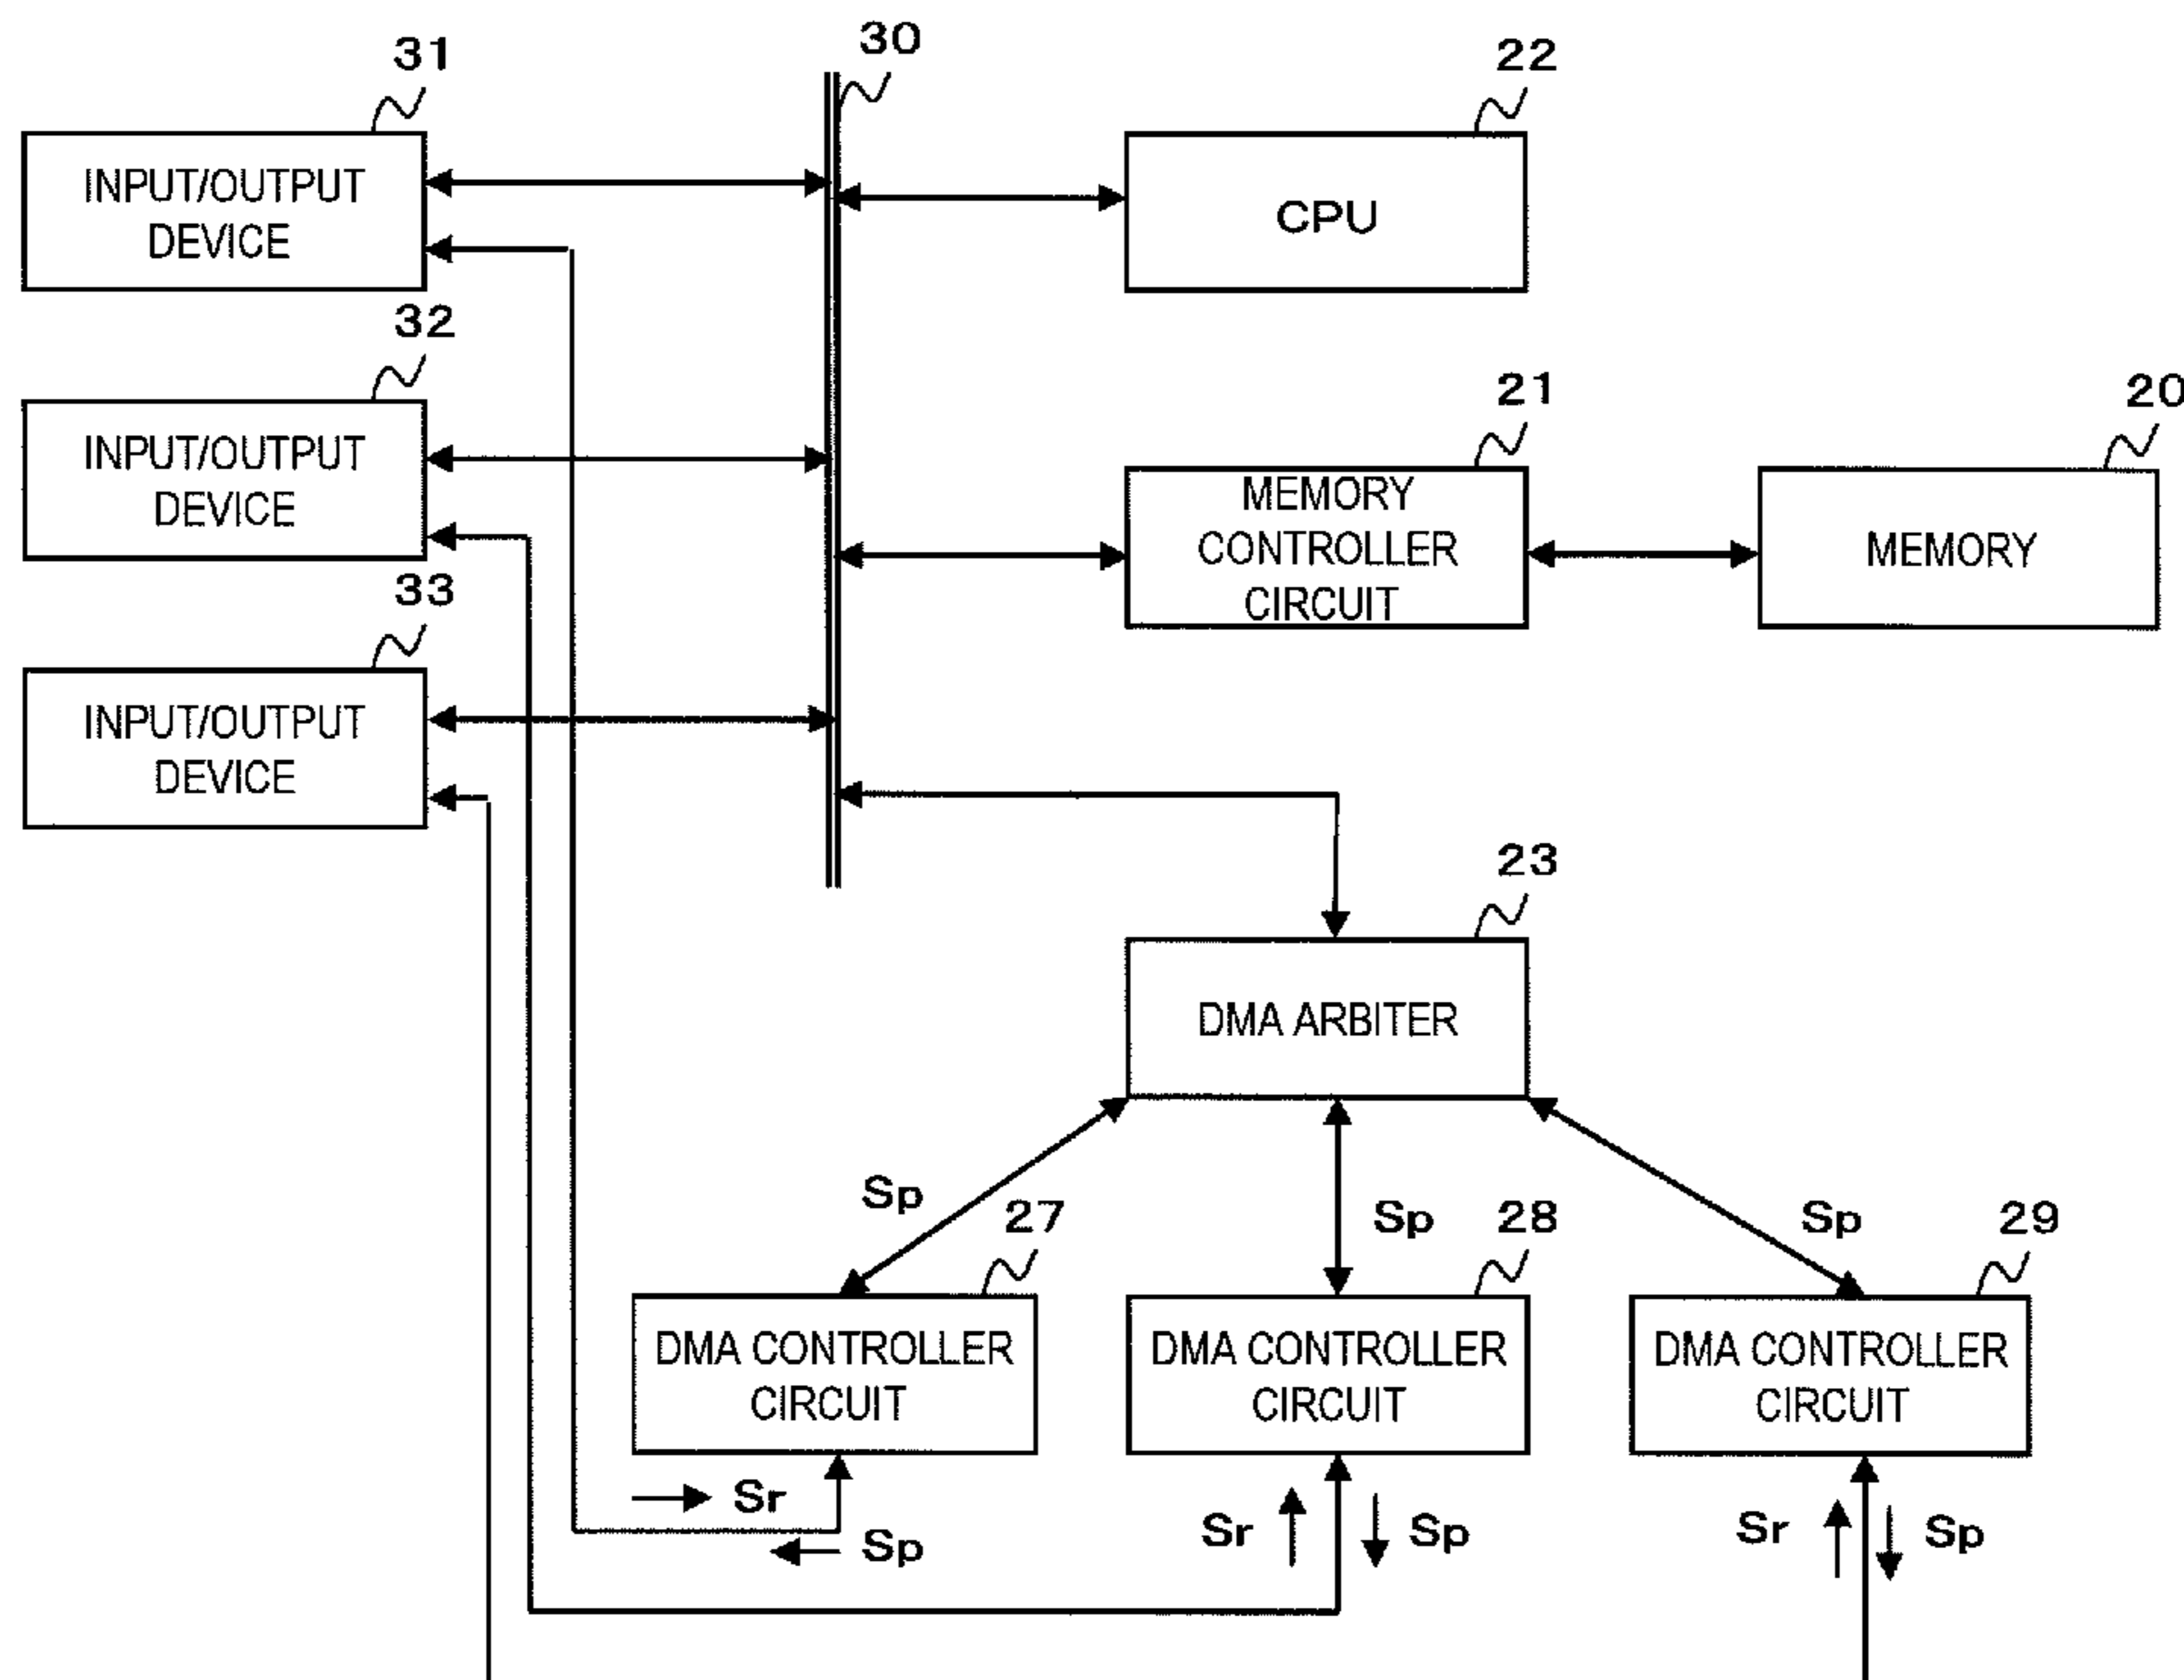 31
30
22
INPUT/OUTPUT
DEVICE
CPU
32
21
20
INPUT/OUTPUT
DEVICE
MEMORY
CONTROLLER
CIRCUIT
MEMORY
33
INPUT/OUTPUT
DEVICE
23
DMA ARBITER
Sp
27
Sp
28
Sp
29
DMA CONTROLLER
CIRCUIT
DMA CONTROLLER
CIRCUIT
DMA CONTROLLER
CIRCUIT
Sr
Sp
Sr
Sp
Sr
Sp